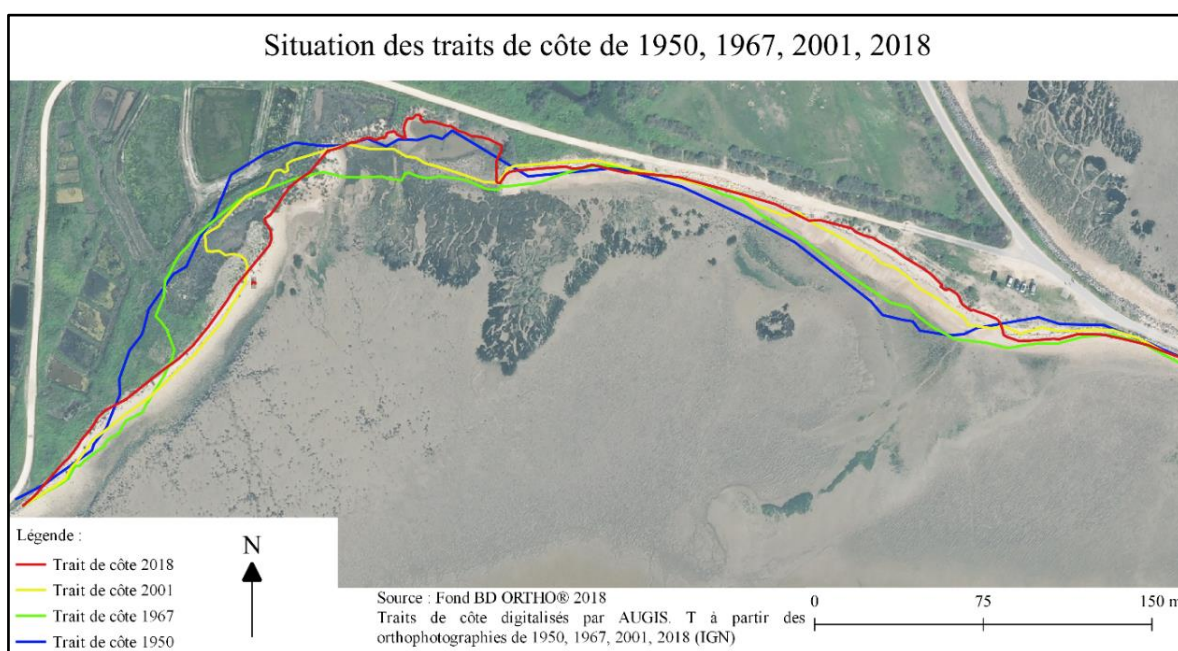 Situation des traits de côte de 1950, 1967, 2001, 2018
Légende :
Trait de côte 2018
Trait de côte 2001
Trait de côte 1967
Trait de côte 1950
N
Source : Fond BD ORTHO® 2018
Traits de côte digitalisés par AUGIS. T à partir des
orthophotographies de 1950, 1967, 2001, 2018 (IGN)
0 75 150 m